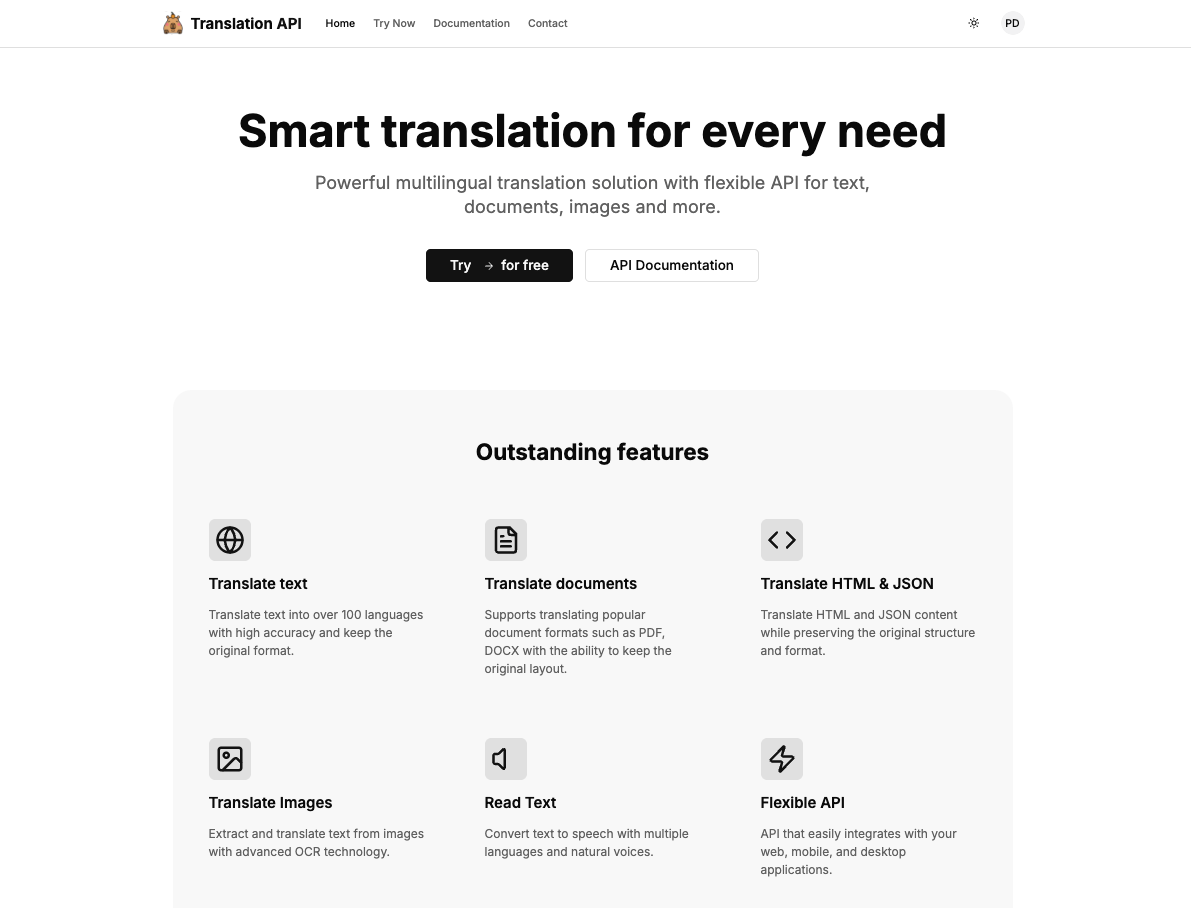 Translation API
Home
Try Now
Documentation
Contact
PD
Smart translation for every need
Powerful multilingual translation solution with flexible API for text,
documents, images and more.
Try → for free
API Documentation
Outstanding features
Translate text
Translate text into over 100 languages
with high accuracy and keep the
original format.
Translate documents
Supports translating popular
document formats such as PDF,
DOCX with the ability to keep the
original layout.
Translate HTML & JSON
Translate HTML and JSON content
while preserving the original structure
and format.
Translate Images
Extract and translate text from images
with advanced OCR technology.
Read Text
Convert text to speech with multiple
languages and natural voices.
Flexible API
API that easily integrates with your
web, mobile, and desktop
applications.